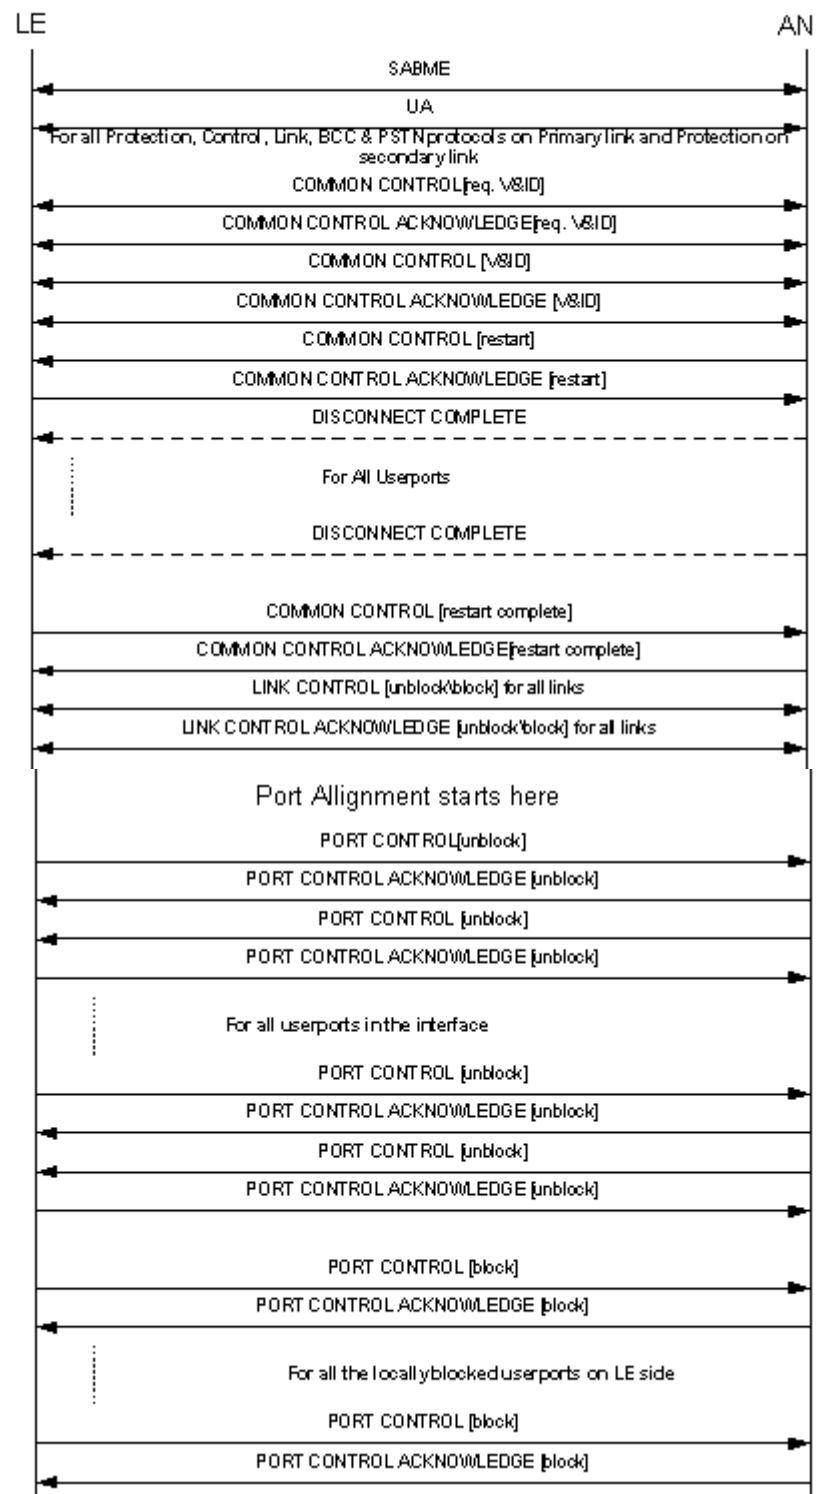 LE AN
SABME
UA
For all Protection, Control, Link, BCC & PSTN protocols on Primary link and Protection on
secondary link
COMMON CONTROL[req. V&ID]
COMMON CONTROL ACKNOWLEDGE[req. V&ID]
COMMON CONTROL [V&ID]
COMMON CONTROL ACKNOWLEDGE [V&ID]
COMMON CONTROL [restart]
COMMON CONTROL ACKNOWLEDGE [restart]
DISCONNECT COMPLETE
For All Userports
DISCONNECT COMPLETE
COMMON CONTROL [restart complete]
COMMON CONTROL ACKNOWLEDGE[restart complete]
LINK CONTROL [unblock\block] for all links
LINK CONTROL ACKNOWLEDGE [unblock\block] for all links
Port Allignment starts here
PORT CONTROL[unblock]
PORT CONTROL ACKNOWLEDGE [unblock]
PORT CONTROL [unblock]
PORT CONTROL ACKNOWLEDGE [unblock]
For all userports in the interface
PORT CONTROL [unblock]
PORT CONTROL ACKNOWLEDGE [unblock]
PORT CONTROL [unblock]
PORT CONTROL ACKNOWLEDGE [unblock]
PORT CONTROL [block]
PORT CONTROL ACKNOWLEDGE [block]
For all the locally blocked userports on LE side
PORT CONTROL [block]
PORT CONTROL ACKNOWLEDGE [block]